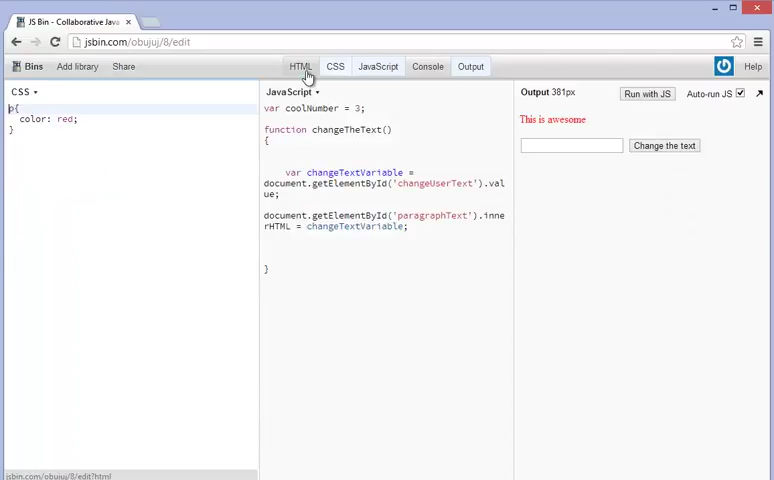 JS Bin - Collaborative Java
jsbin.com/obujuj/8/edit
Bins Add library Share HTML CSS JavaScript Console Output Help
CSS
p{
color: red;
}
JavaScript
var coolNumber = 3;
function changeTheText()
{
var changeTextVariable =
document.getElementById('changeUserText').val
ue;
document.getElementById('paragraphText').inne
rHTML = changeTextVariable;
}
Output 381px
Run with JS
Auto-run JS
This is awesome
Change the text
jsbin.com/obujuj/8/edit?html